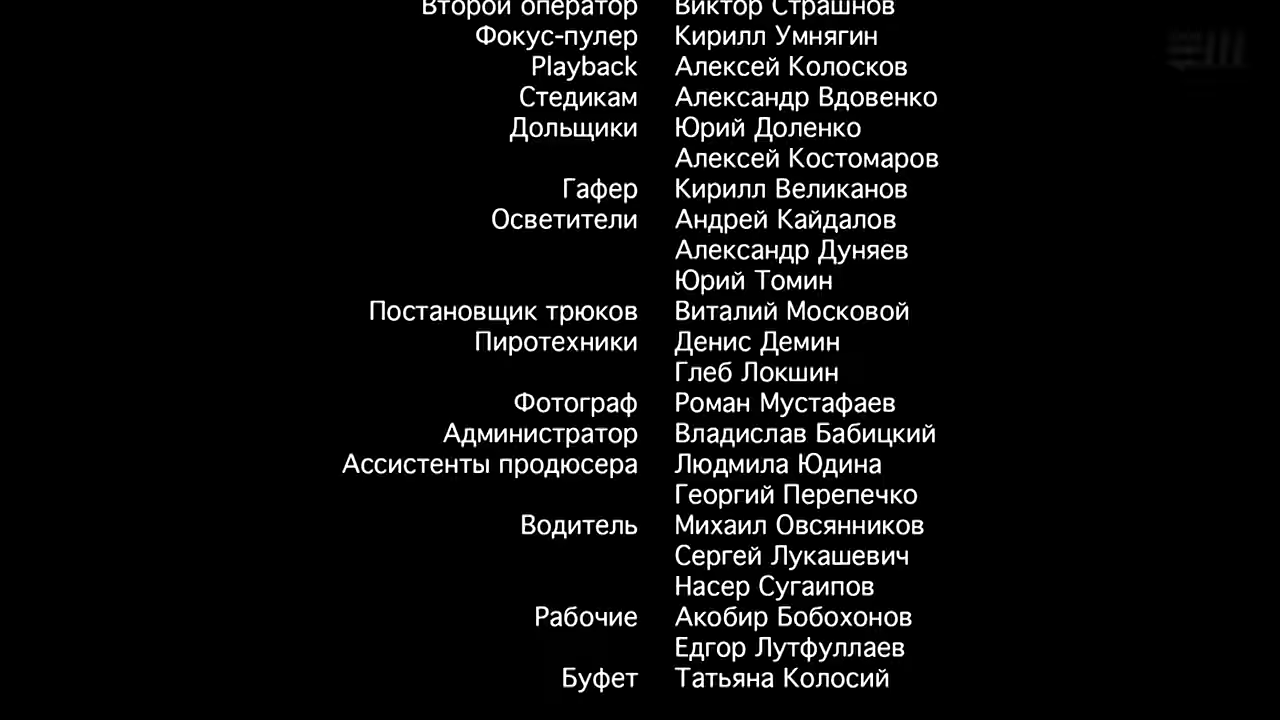 Второй оператор Виктор Страшнов
Фокус-пулер Кирилл Умнягин
Playback Алексей Колосков
Стедикам Александр Вдовенко
Дольщики Юрий Доленко
Алексей Костомаров
Гафер Кирилл Великанов
Осветители Андрей Кайдалов
Александр Дуняев
Юрий Томин
Постановщик трюков Виталий Московой
Пиротехники Денис Демин
Глеб Локшин
Фотограф Роман Мустафаев
Администратор Владислав Бабицкий
Ассистенты продюсера Людмила Юдина
Георгий Перепечко
Водитель Михаил Овсянников
Сергей Лукашевич
Насер Сугаипов
Рабочие Акобир Бобохонов
Едгор Лутфуллаев
Буфет Татьяна Колосий